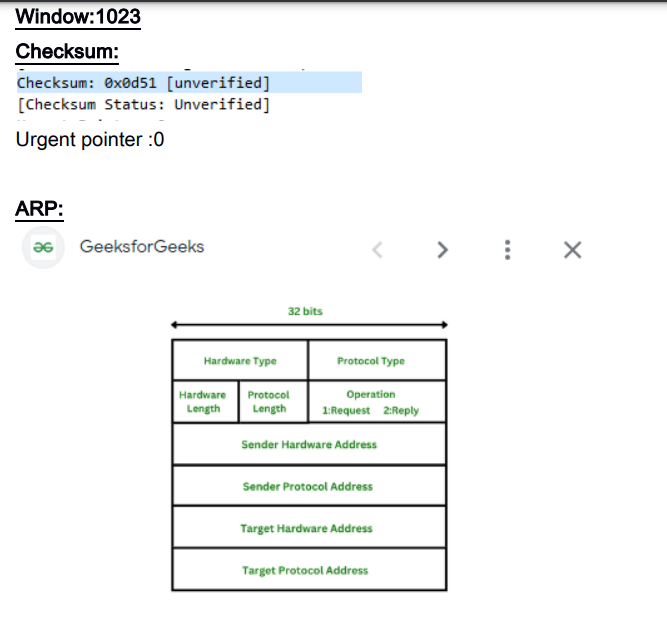 Window:1023
Checksum:
Checksum: 0x0d51 [unverified]
[Checksum Status: Unverified]
Urgent pointer :0
ARP:
GeeksforGeeks
32 bits
Hardware Type
Protocol Type
Hardware Length
Protocol Length
Operation
1:Request 2:Reply
Sender Hardware Address
Sender Protocol Address
Target Hardware Address
Target Protocol Address